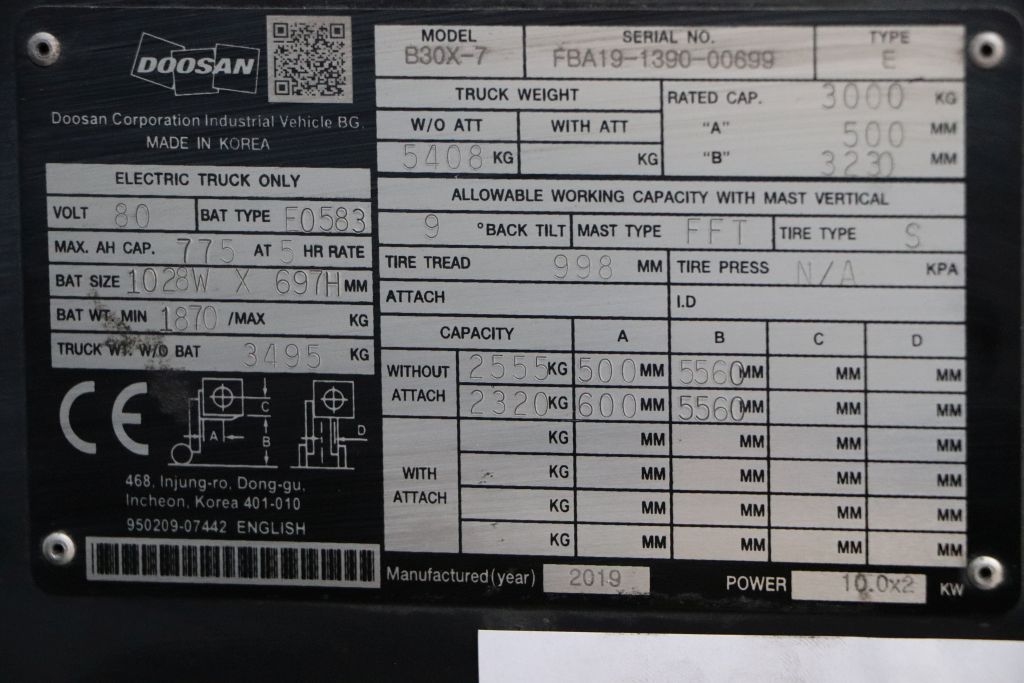 DOOSAN
Doosan Corporation Industrial Vehicle BG.
MADE IN KOREA
ELECTRIC TRUCK ONLY
VOLT 80 BAT TYPE E0583
MAX. AH CAP. 775 AT 5 HR RATE
BAT SIZE 1028W X 697H MM
BAT WT. MIN 1870 /MAX KG
TRUCK WT. W/O BAT 3495 KG
CE
A B C D
468, Injung-ro, Dong-gu,
Incheon, Korea 401-010
950209-07442 ENGLISH
MODEL SERIAL NO. TYPE
B30X-7 FBA19-1390-00699 E
TRUCK WEIGHT RATED CAP. 3000 KG
W/O ATT WITH ATT "A" 500 MM
5408 KG KG "B" 3230 MM
ALLOWABLE WORKING CAPACITY WITH MAST VERTICAL
9 °BACK TILT MAST TYPE FFT TIRE TYPE S
TIRE TREAD 998 MM TIRE PRESS N/A KPA
ATTACH I.D
CAPACITY A B C D
WITHOUT ATTACH 2555 KG 500 MM 5560 MM MM MM
2320 KG 600 MM 5560 MM MM MM
WITH ATTACH KG MM MM MM MM
KG MM MM MM MM
KG MM MM MM MM
KG MM MM MM MM
Manufactured(year) 2019 POWER 10.0x2 KW